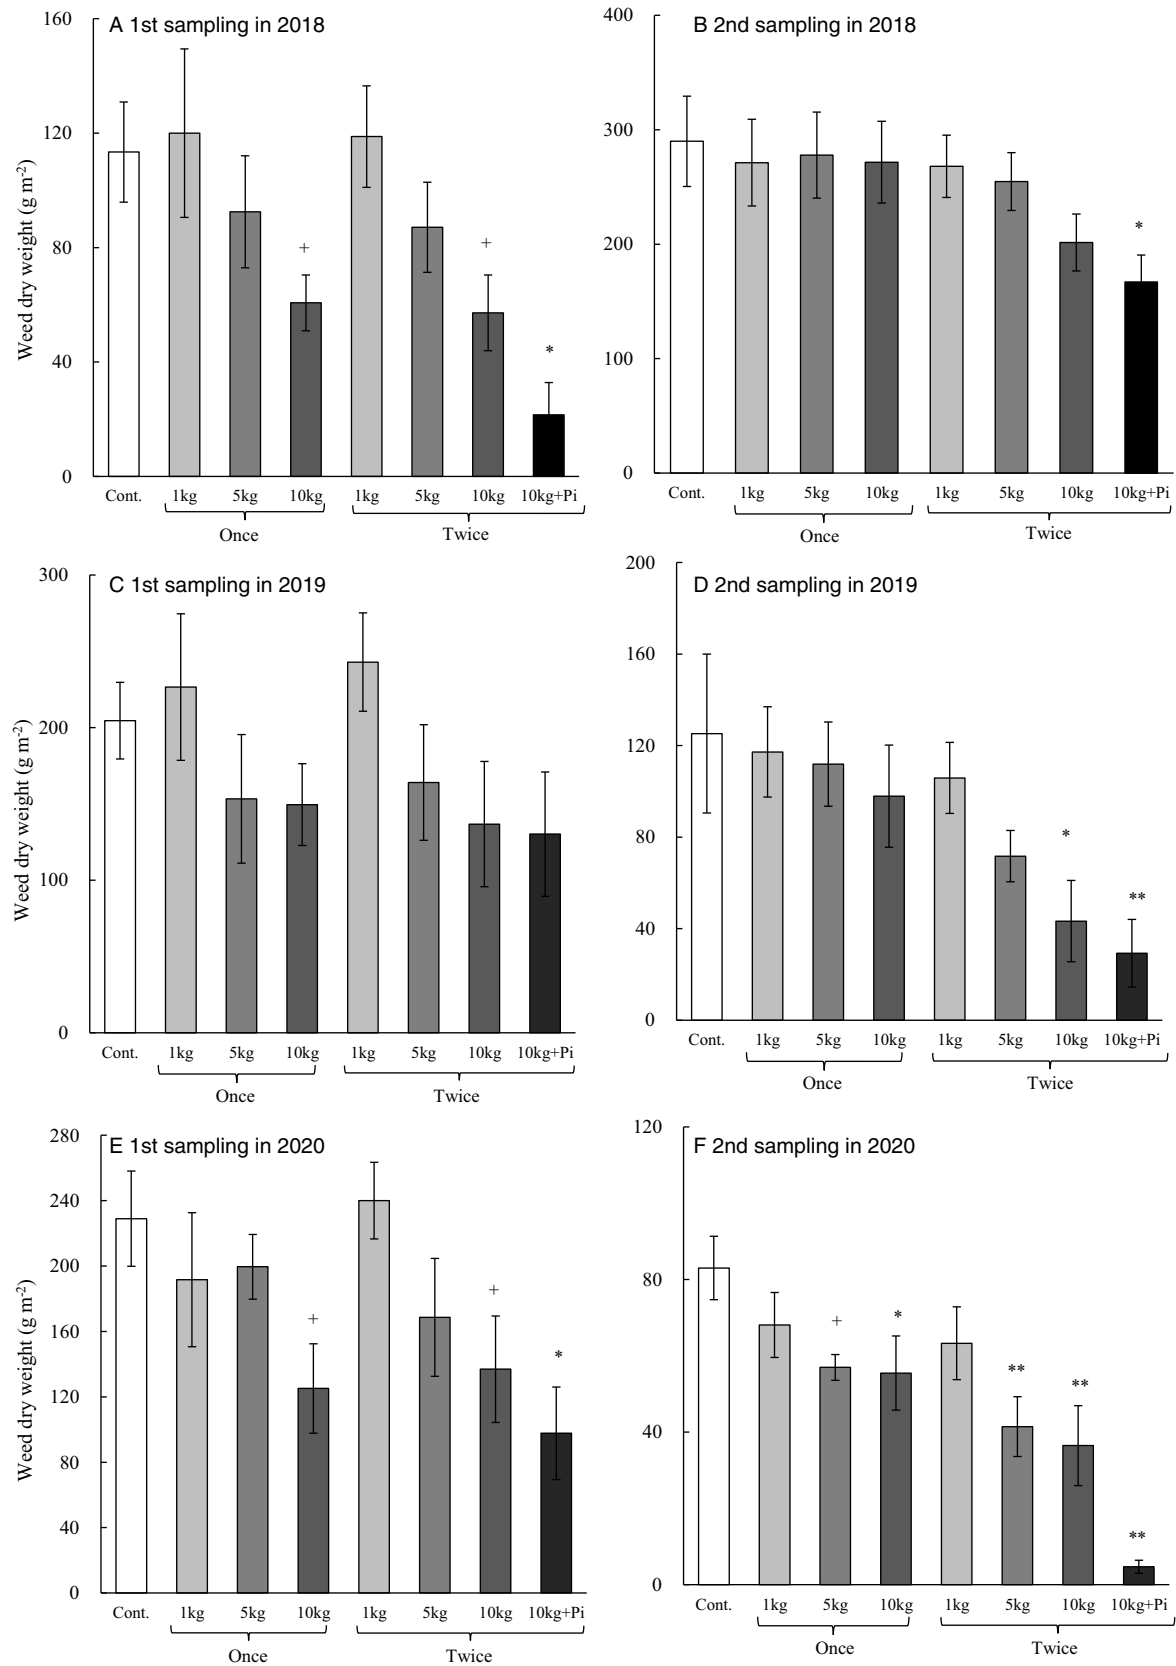 A 1st sampling in 2018
Weed dry weight (g m-2)
160
120
80
40
0
+
+
*
Cont. 1kg 5kg 10kg 1kg 5kg 10kg 10kg+Pi
Once Twice
B 2nd sampling in 2018
400
300
200
100
0
*
Cont. 1kg 5kg 10kg 1kg 5kg 10kg 10kg+Pi
Once Twice
C 1st sampling in 2019
Weed dry weight (g m-2)
300
200
100
0
Cont. 1kg 5kg 10kg 1kg 5kg 10kg 10kg+Pi
Once Twice
D 2nd sampling in 2019
200
160
120
80
40
0
*
**
Cont. 1kg 5kg 10kg 1kg 5kg 10kg 10kg+Pi
Once Twice
E 1st sampling in 2020
Weed dry weight (g m-2)
280
240
200
160
120
80
40
0
+
+
*
Cont. 1kg 5kg 10kg 1kg 5kg 10kg 10kg+Pi
Once Twice
F 2nd sampling in 2020
120
80
40
0
+
*
**
**
**
Cont. 1kg 5kg 10kg 1kg 5kg 10kg 10kg+Pi
Once Twice